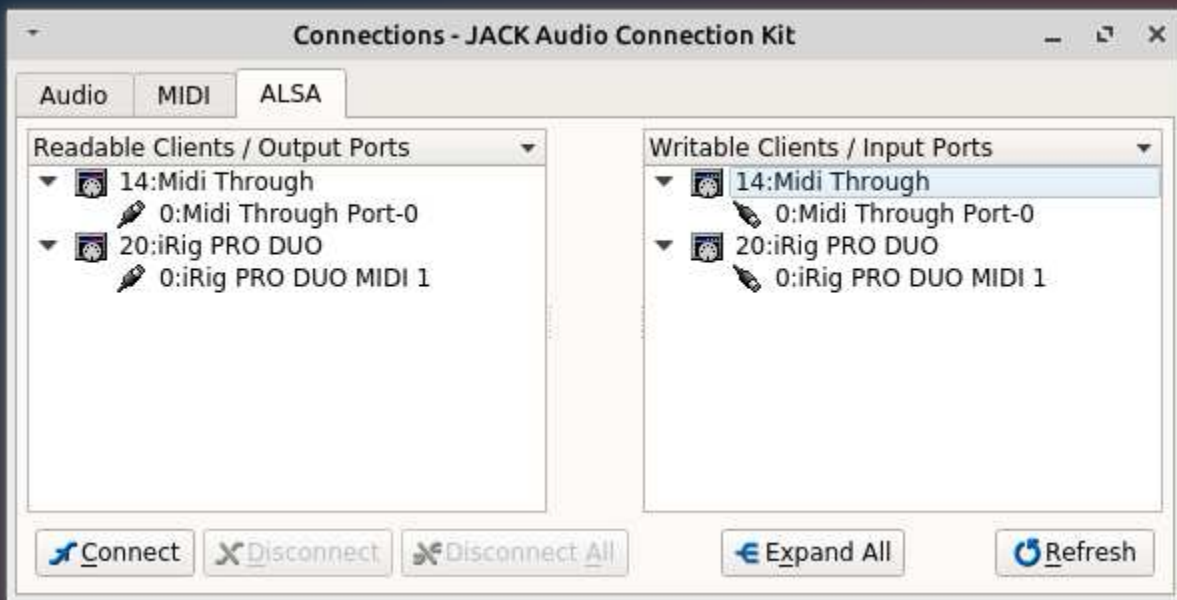 Connections - JACK Audio Connection Kit
Audio MIDI ALSA
Readable Clients / Output Ports
14:Midi Through
0:Midi Through Port-0
20:iRig PRO DUO
0:iRig PRO DUO MIDI 1
Writable Clients / Input Ports
14:Midi Through
0:Midi Through Port-0
20:iRig PRO DUO
0:iRig PRO DUO MIDI 1
Connect Disconnect Disconnect All Expand All Refresh